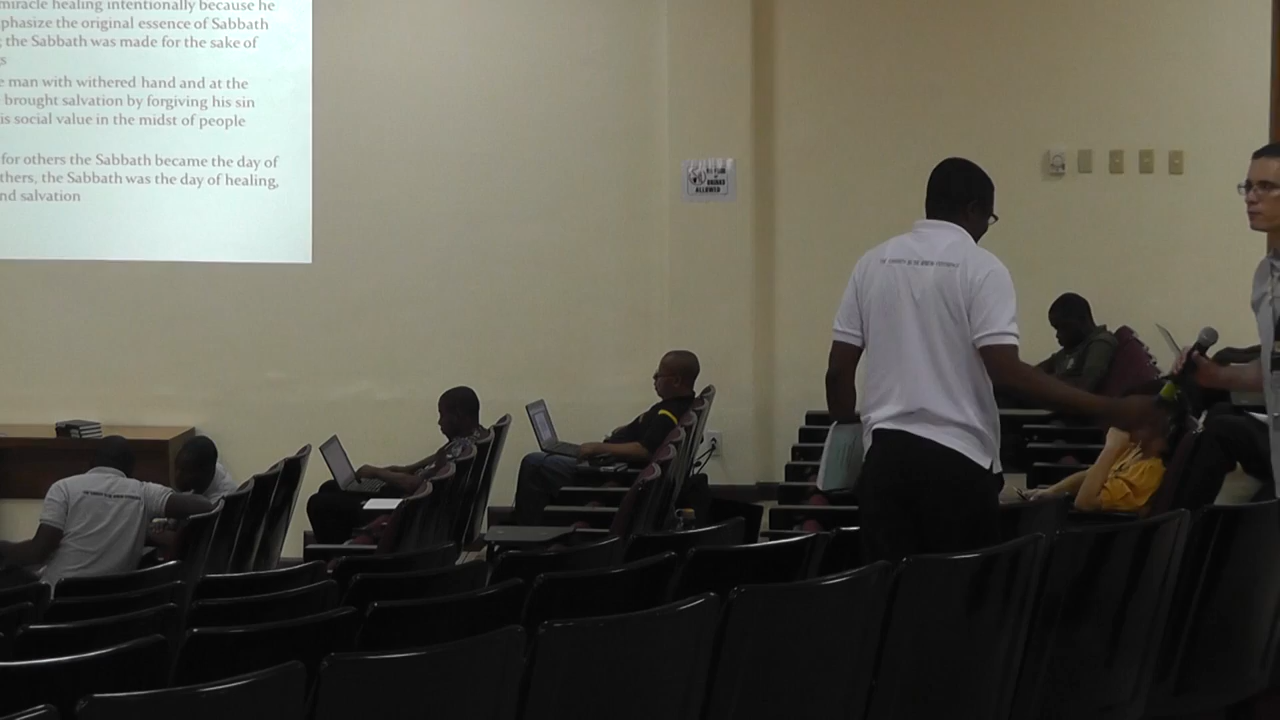 miracle healing intentionally because he
phasize the original essence of Sabbath
; the Sabbath was made for the sake of
s
e man with withered hand and at the
brought salvation by forgiving his sin
is social value in the midst of people
for others the Sabbath became the day of
thers, the Sabbath was the day of healing,
nd salvation
DRINKS
ALLOWED